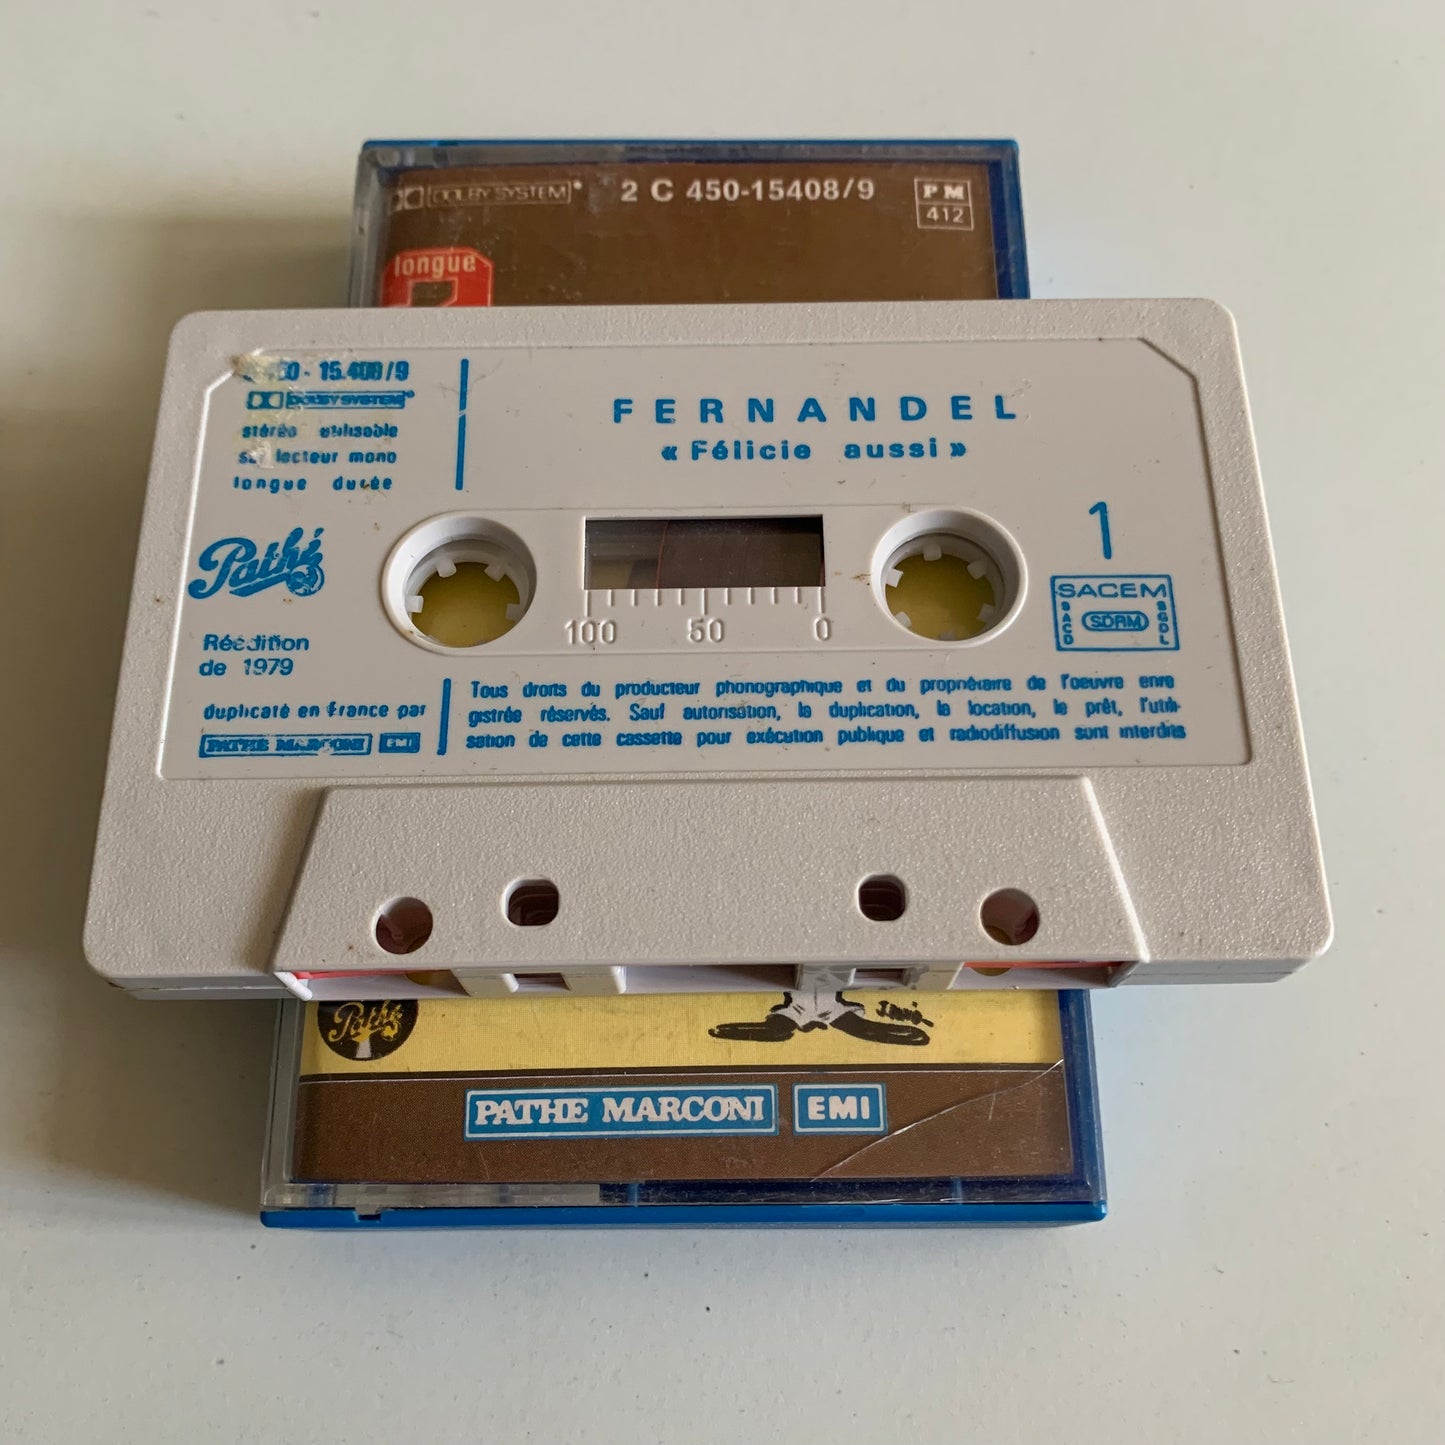 DOLBY SYSTEM
2 C 450-15408/9
PM
412
longue
450 - 15.408/9
DOLBY SYSTEM
stéréo utilisable
sur lecteur mono
longue durée
FERNANDEL
« Félicie aussi »
1
Pathé
SACEM
SACD
SDRM
SGDL
100 50 0
Réédition
de 1979
duplicaté en France par
PATHE MARCONI EMI
Tous droits du producteur phonographique et du propriétaire de l'oeuvre enre
gistrée réservés. Sauf autorisation, la duplication, la location, le prêt, l'utili-
sation de cette cassette pour exécution publique et radiodiffusion sont interdits
Pathé
PATHE MARCONI EMI